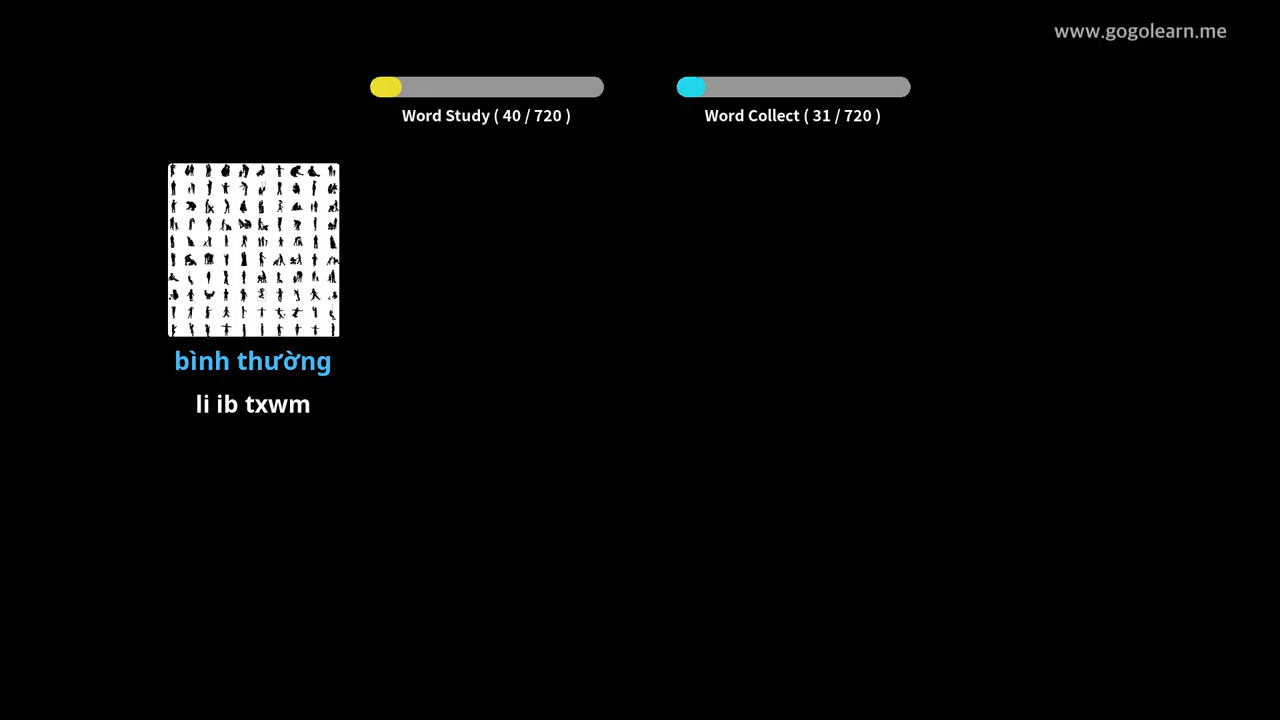 www.gogolearn.me
Word Study ( 40 / 720 )
Word Collect ( 31 / 720 )
bình thường
li ib txwm